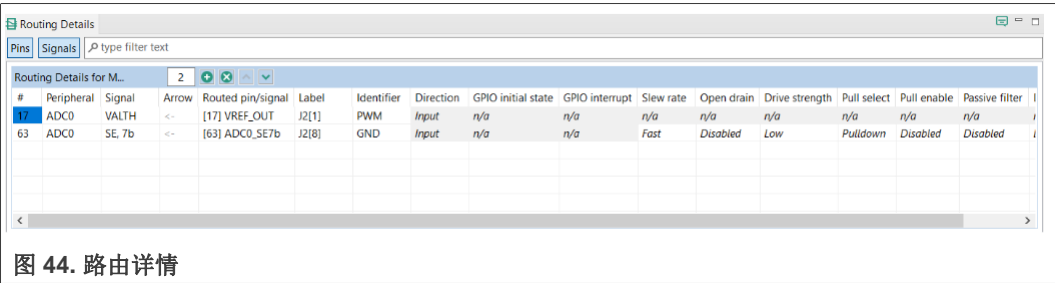 Routing Details
Pins Signals type filter text
Routing Details for M... 2
# Peripheral Signal Arrow Routed pin/signal Label Identifier Direction GPIO initial state GPIO interrupt Slew rate Open drain Drive strength Pull select Pull enable Passive filter
17 ADC0 VALTH <- [17] VREF_OUT J2[1] PWM Input n/a n/a n/a n/a n/a n/a n/a n/a
63 ADC0 SE, 7b <- [63] ADC0_SE7b J2[8] GND Input n/a n/a Fast Disabled Low Pulldown Disabled Disabled
图 44. 路由详情